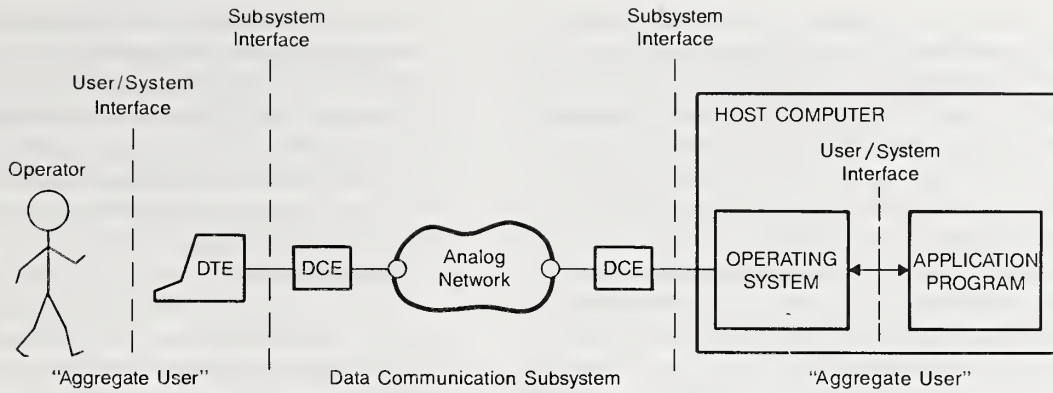 Subsystem
Interface
Subsystem
Interface
User/System
Interface
HOST COMPUTER
User/System
Interface
Operator
DTE
DCE
Analog
Network
DCE
OPERATING
SYSTEM
APPLICATION
PROGRAM
"Aggregate User"
Data Communication Subsystem
"Aggregate User"